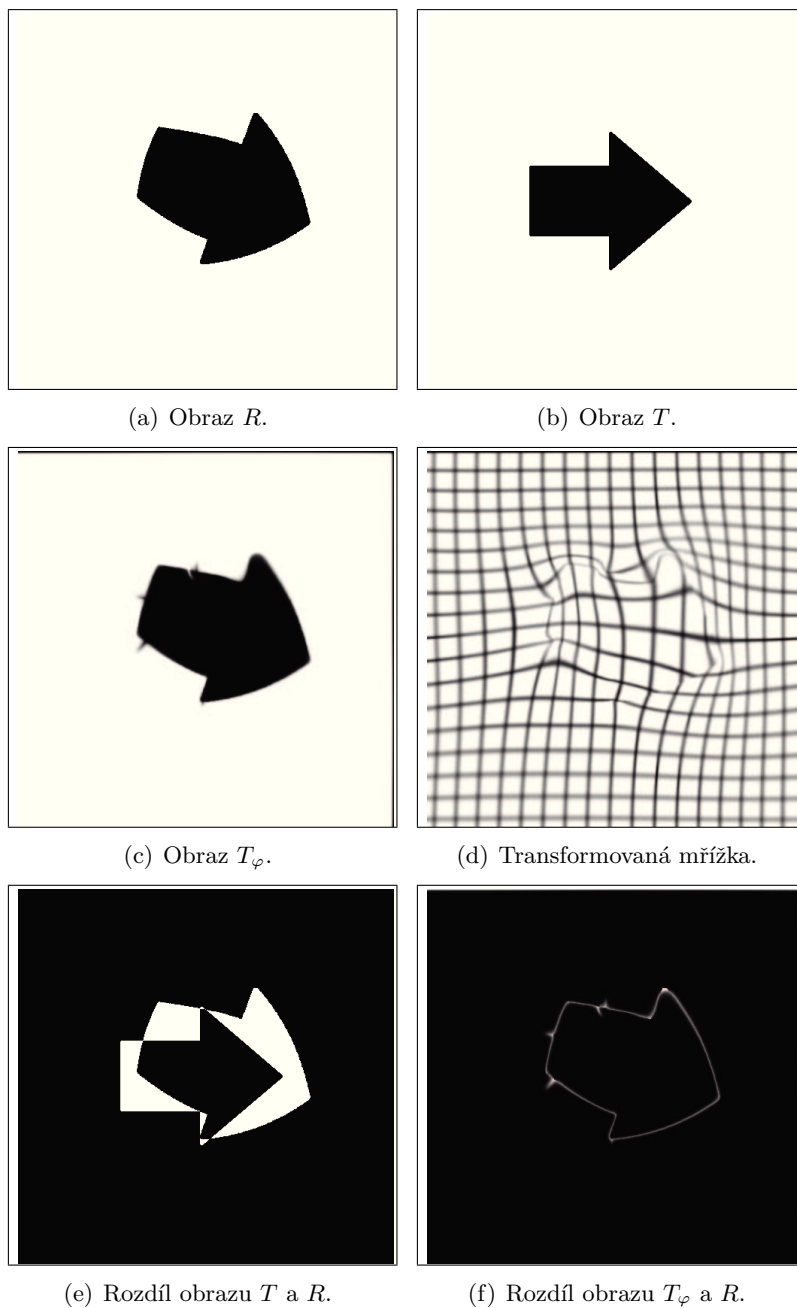 (a) Obraz R.
(b) Obraz T.
(c) Obraz Tφ.
(d) Transformovaná mřížka.
(e) Rozdíl obrazu T a R.
(f) Rozdíl obrazu Tφ a R.